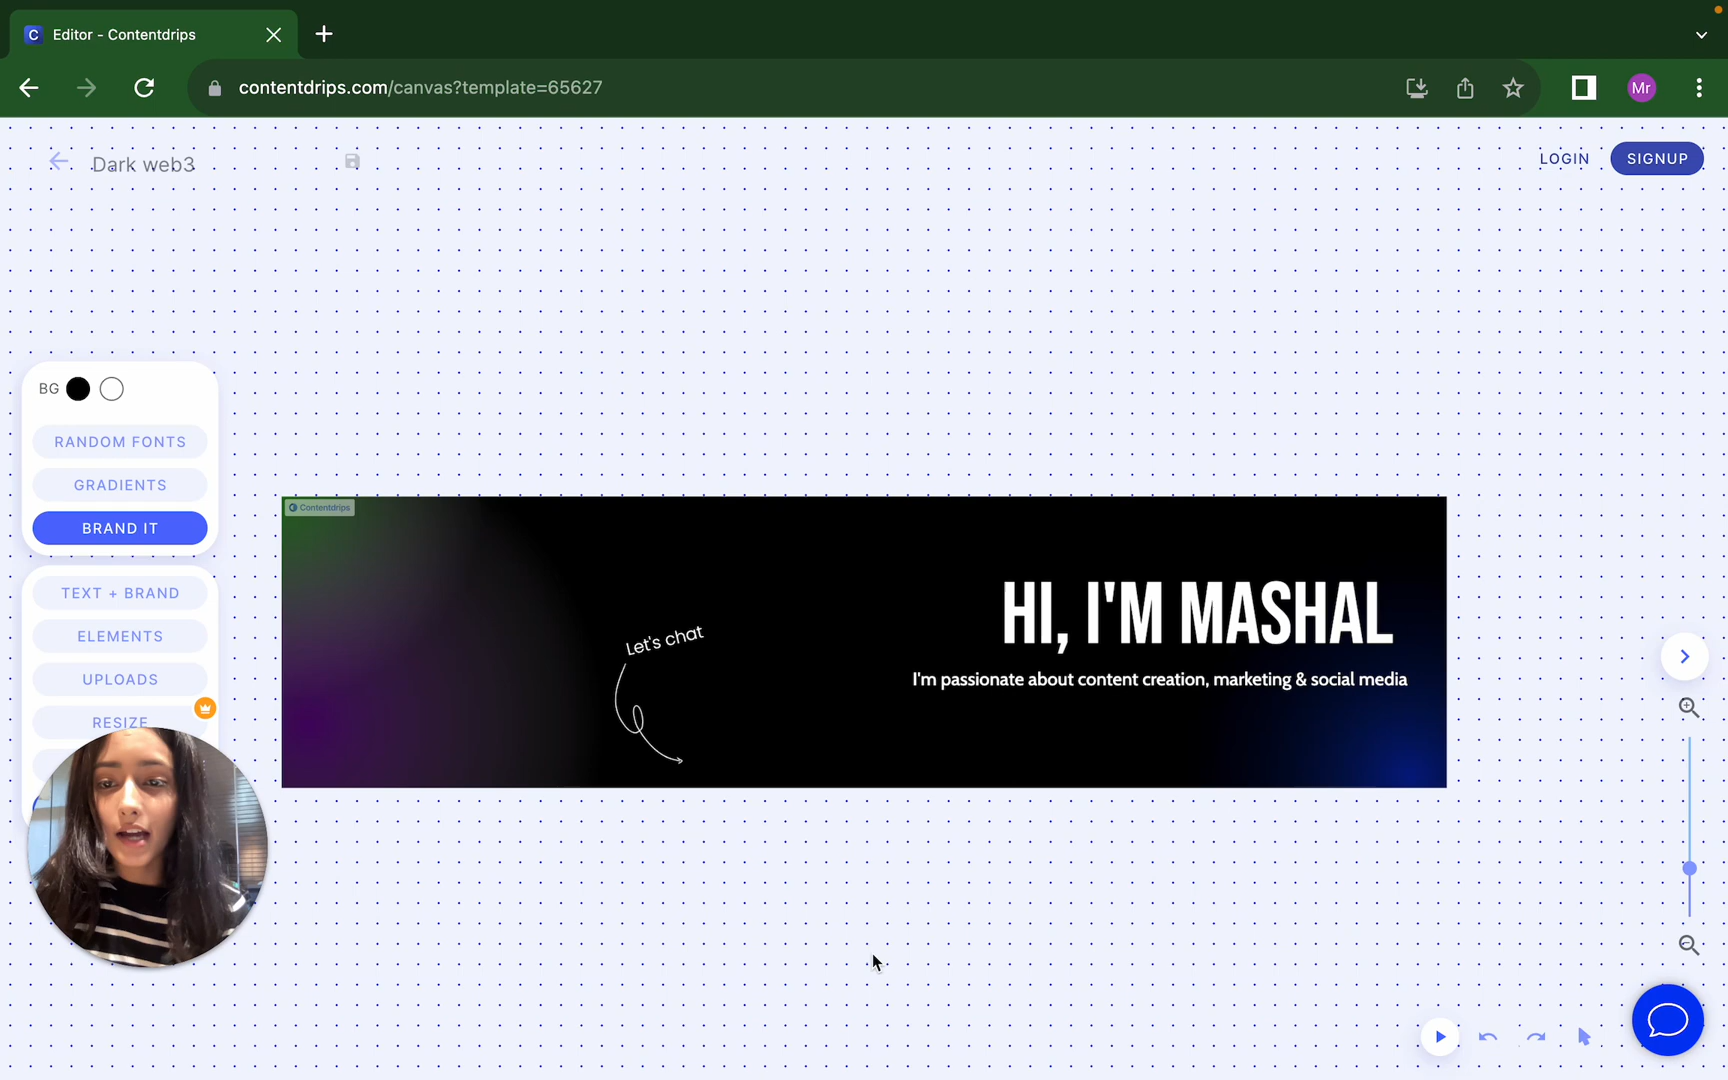 Editor - Contentdrips
contentdrips.com/canvas?template=65627
Mr
Dark web3
LOGIN
SIGNUP
BG
RANDOM FONTS
GRADIENTS
BRAND IT
TEXT + BRAND
ELEMENTS
UPLOADS
RESIZE
Contentdrips
HI, I'M MASHAL
I'm passionate about content creation, marketing & social media
Let's chat